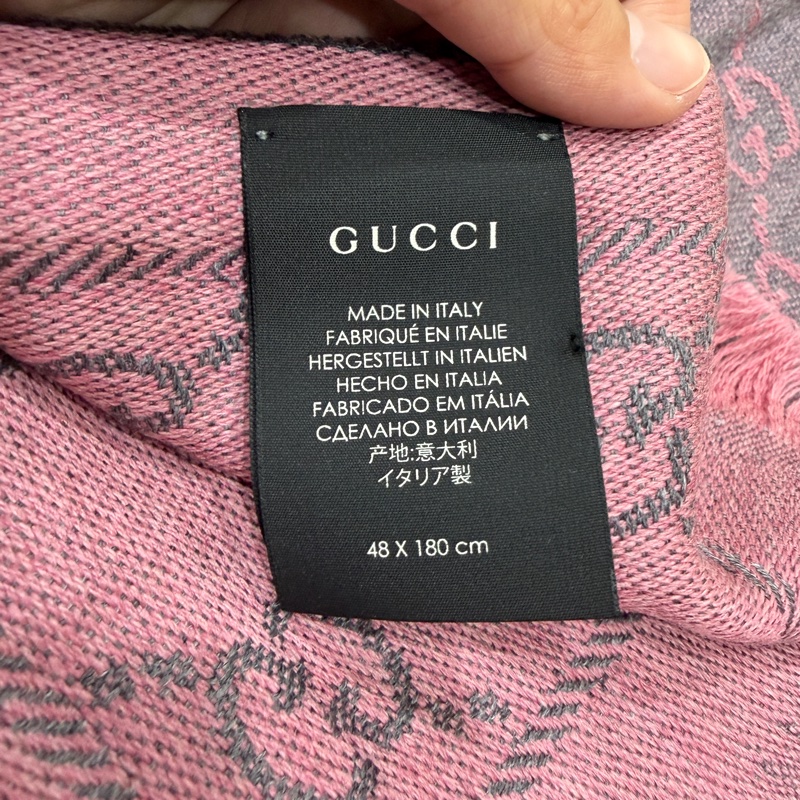 GUCCI
MADE IN ITALY
FABRIQUÉ EN ITALIE
HERGESTELLT IN ITALIEN
HECHO EN ITALIA
FABRICADO EM ITÁLIA
СДЕЛАНО В ИТАЛИИ
产地:意大利
イタリア製
48 X 180 cm